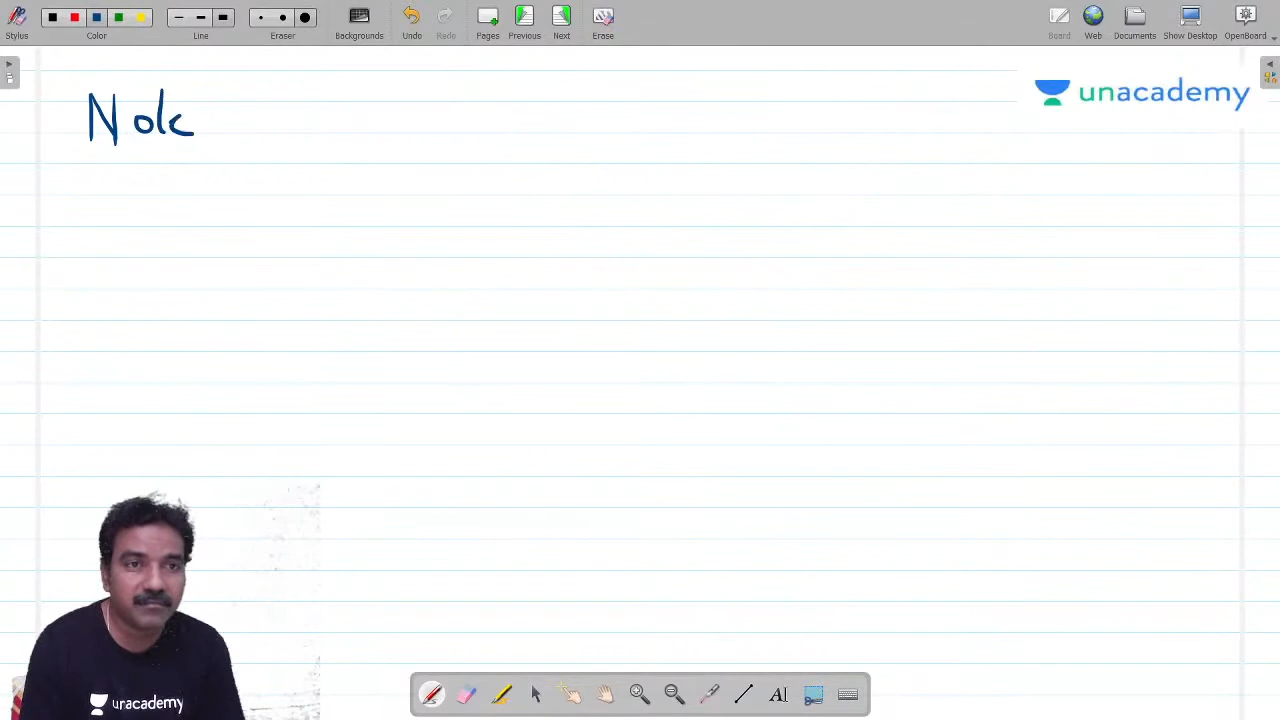 Stylus Color Line Eraser Backgrounds Undo Redo Pages Previous Next Erase Board Web Documents Show Desktop OpenBoard
unacademy
unacademy